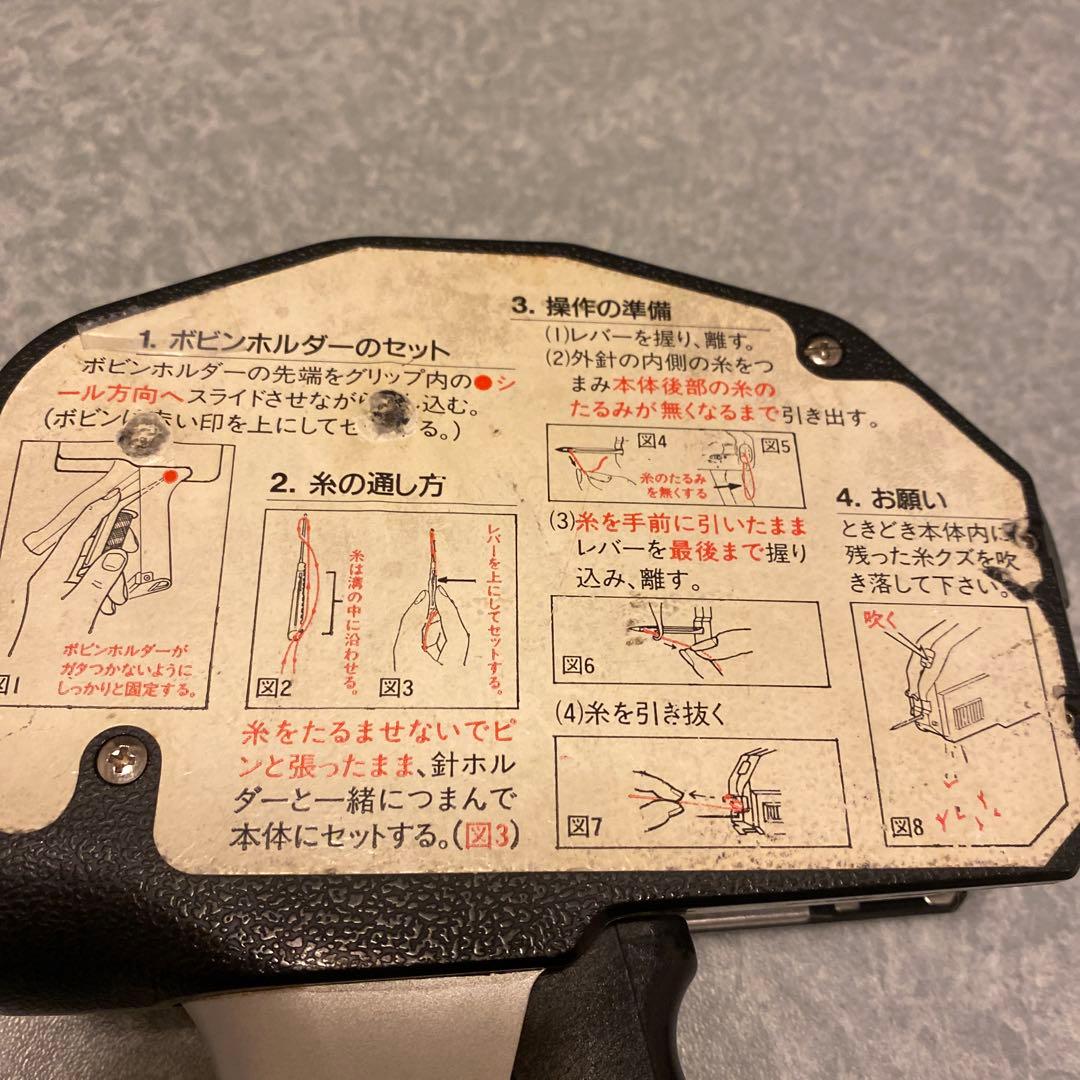 1. ボビンホルダーのセット
ボビンホルダーの先端をグリップ内の●シ
ール方向へスライドさせなが 込む。
(ボビン い印を上にしてセ る。)
ボビンホルダーが
ガタつかないように
しっかりと固定する。
図1
2. 糸の通し方
糸は溝の中に沿わせる。
レバーを上にしてセットする。
図2
図3
糸をたるませないでピ
ンと張ったまま、針ホル
ダーと一緒につまんで
本体にセットする。(図3)
3. 操作の準備
(1)レバーを握り、離す。
(2)外針の内側の糸をつ
まみ本体後部の糸の
たるみが無くなるまで引き出す。
図4
図5
糸のたるみ
を無くする
(3)糸を手前に引いたまま
レバーを最後まで握り
込み、離す。
図6
(4)糸を引き抜く
図7
4. お願い
ときどき本体内に
残った糸クズを吹
き落して下さい。
吹く
図8